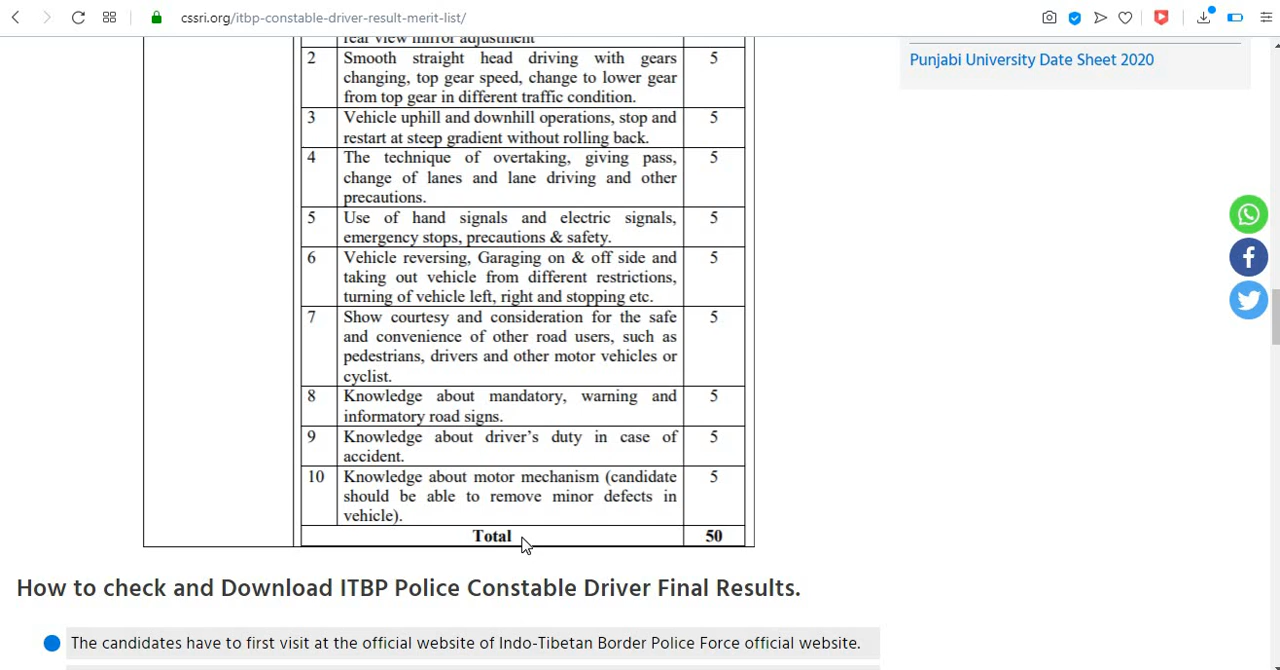 cssri.org/itbp-constable-driver-result-merit-list/
rear view mirror adjustment
Punjabi University Date Sheet 2020
2 Smooth straight head driving with gears 5
changing, top gear speed, change to lower gear
from top gear in different traffic condition.
3 Vehicle uphill and downhill operations, stop and 5
restart at steep gradient without rolling back.
4 The technique of overtaking, giving pass, 5
change of lanes and lane driving and other
precautions.
5 Use of hand signals and electric signals, 5
emergency stops, precautions & safety.
6 Vehicle reversing, Garaging on & off side and 5
taking out vehicle from different restrictions,
turning of vehicle left, right and stopping etc.
7 Show courtesy and consideration for the safe 5
and convenience of other road users, such as
pedestrians, drivers and other motor vehicles or
cyclist.
8 Knowledge about mandatory, warning and 5
informatory road signs.
9 Knowledge about driver's duty in case of 5
accident.
10 Knowledge about motor mechanism (candidate 5
should be able to remove minor defects in
vehicle).
Total 50
How to check and Download ITBP Police Constable Driver Final Results.
The candidates have to first visit at the official website of Indo-Tibetan Border Police Force official website.